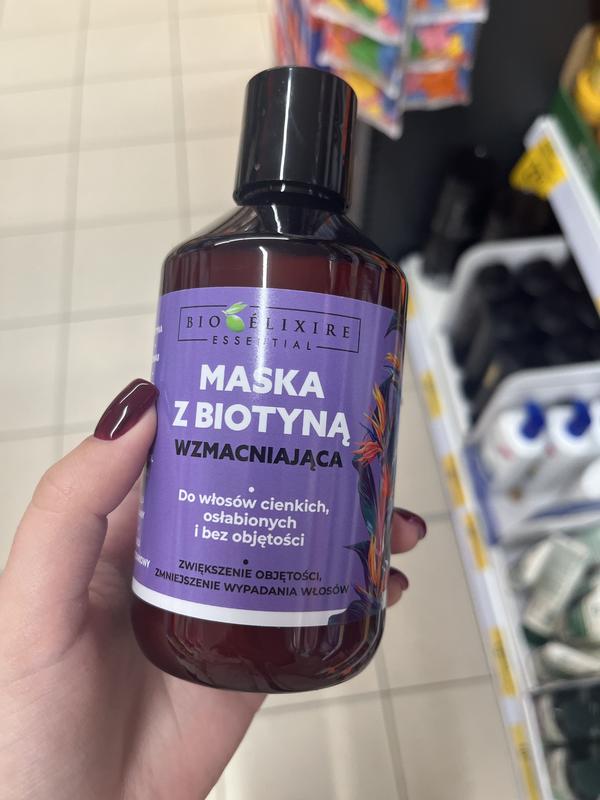 BIO ÉLIXIRE
ESSENTIAL
MASKA
Z BIOTYNĄ
WZMACNIAJĄCA
Do włosów cienkich,
osłabionych
i bez objętości
ZWIĘKSZENIE OBJĘTOŚCI,
ZMNIEJSZENIE WYPADANIA WŁOSÓW